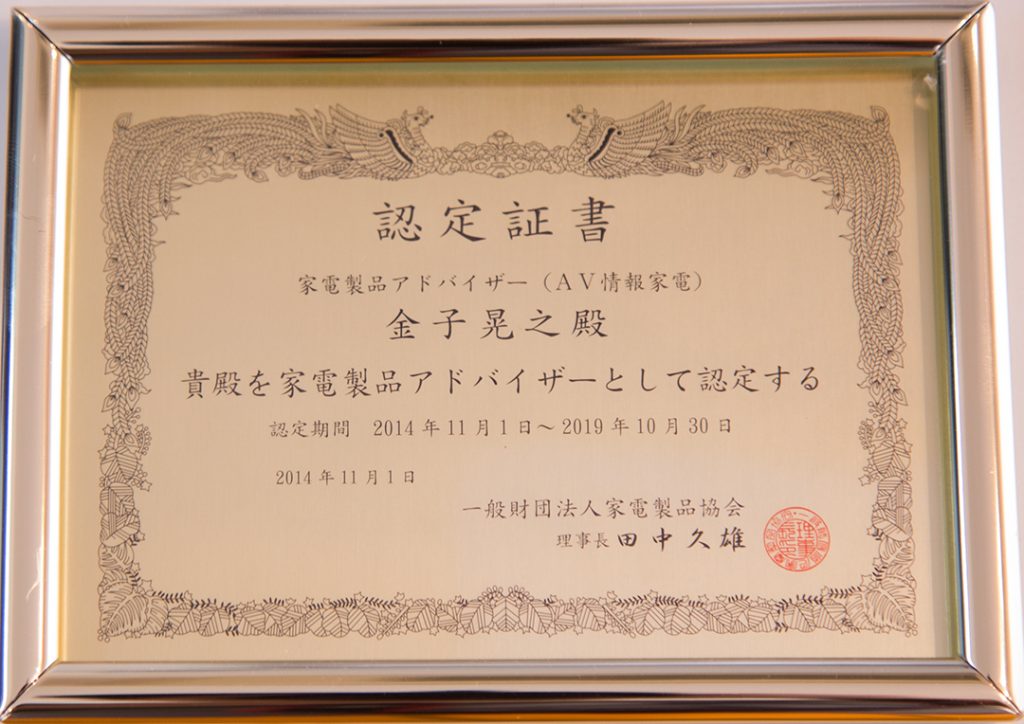 認定証書
家電製品アドバイザー（ＡＶ情報家電）
金子晃之殿
貴殿を家電製品アドバイザーとして認定する
認定期間　2014年11月1日～2019年10月30日
2014年11月1日
一般財団法人家電製品協会
理事長 田中久雄